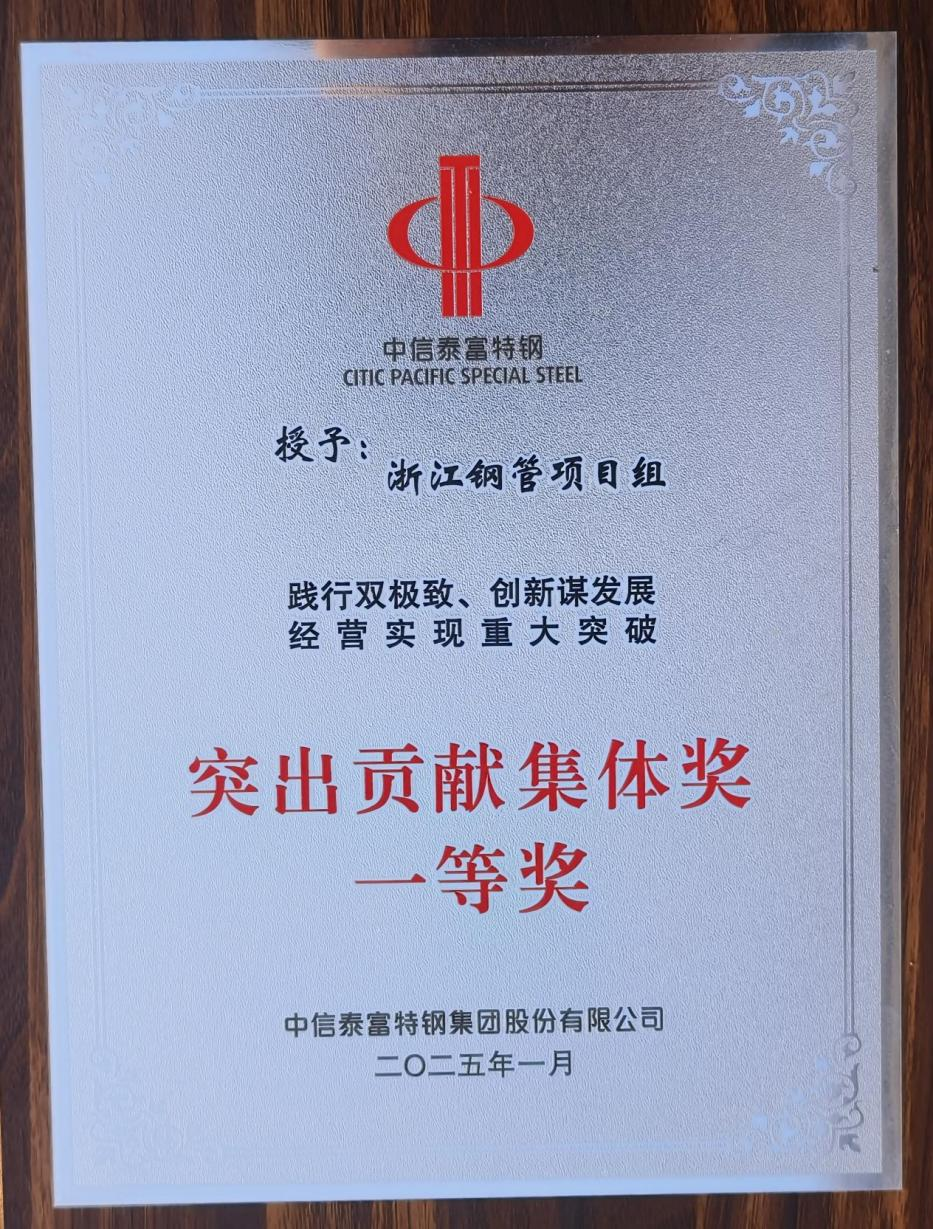 中信泰富特钢
CITIC PACIFIC SPECIAL STEEL
授予：
浙江钢管项目组
践行双极致、创新谋发展
经营实现重大突破
突出贡献集体奖
一等奖
中信泰富特钢集团股份有限公司
二〇二五年一月